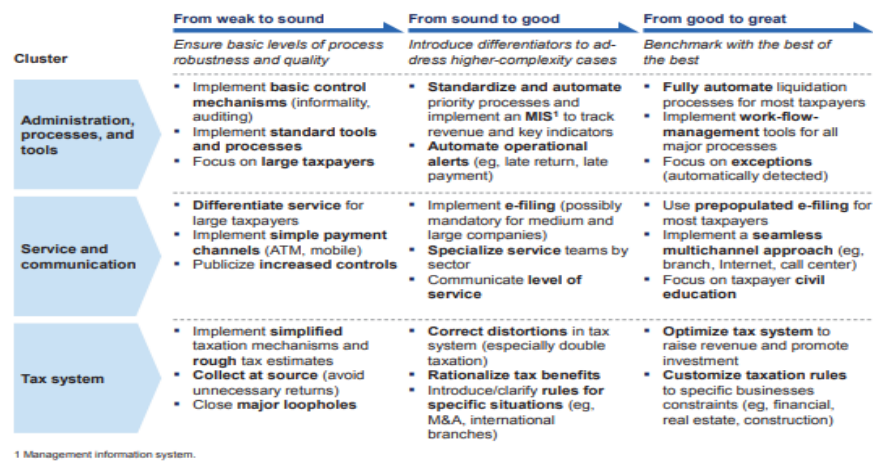 From weak to sound
From sound to good
From good to great
Cluster
Ensure basic levels of process
robustness and quality
Introduce differentiators to ad-
dress higher-complexity cases
Benchmark with the best of
the best
Administration,
processes, and
tools
▪ Implement basic control
mechanisms (informality,
auditing)
▪ Implement standard tools
and processes
▪ Focus on large taxpayers
▪ Standardize and automate
priority processes and
implement an MIS¹ to track
revenue and key indicators
▪ Automate operational
alerts (eg, late return, late
payment)
▪ Fully automate liquidation
processes for most taxpayers
▪ Implement work-flow-
management tools for all
major processes
▪ Focus on exceptions
(automatically detected)
Service and
communication
▪ Differentiate service for
large taxpayers
▪ Implement simple payment
channels (ATM, mobile)
▪ Publicize increased controls
▪ Implement e-filing (possibly
mandatory for medium and
large companies)
▪ Specialize service teams by
sector
▪ Communicate level of
service
▪ Use prepopulated e-filing for
most taxpayers
▪ Implement a seamless
multichannel approach (eg,
branch, Internet, call center)
▪ Focus on taxpayer civil
education
Tax system
▪ Implement simplified
taxation mechanisms and
rough tax estimates
▪ Collect at source (avoid
unnecessary returns)
▪ Close major loopholes
▪ Correct distortions in tax
system (especially double
taxation)
▪ Rationalize tax benefits
▪ Introduce/clarify rules for
specific situations (eg,
M&A, international
branches)
▪ Optimize tax system to
raise revenue and promote
investment
▪ Customize taxation rules
to specific businesses
constraints (eg, financial,
real estate, construction)
1 Management information system.